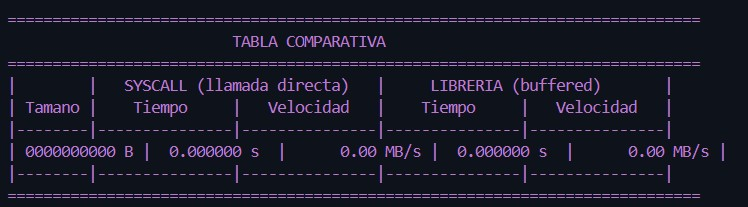 =============================================================================
TABLA COMPARATIVA
=============================================================================
|        |   SYSCALL (llamada directa)   |     LIBRERIA (buffered)       |
| Tamano |    Tiempo     |   Velocidad   |    Tiempo     |   Velocidad   |
|--------|---------------|---------------|---------------|---------------|
| 0000000000 B |  0.000000 s  |      0.00 MB/s |  0.000000 s  |      0.00 MB/s |
|--------|---------------|---------------|---------------|---------------|
=============================================================================